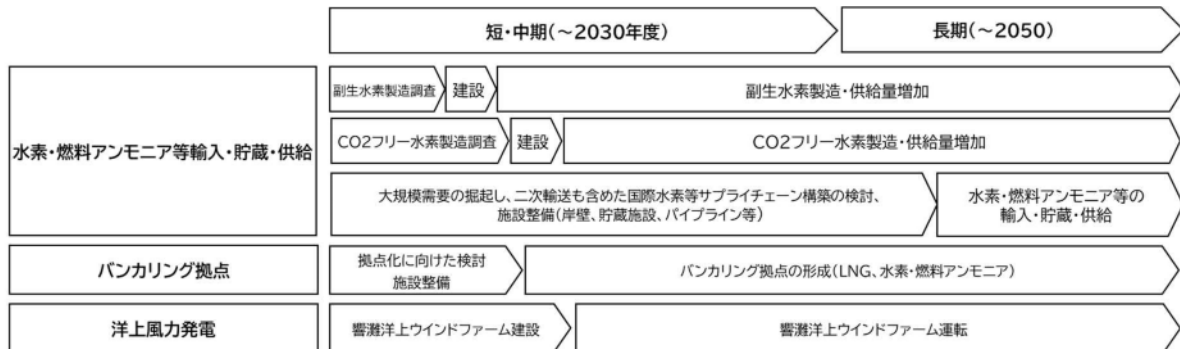 短・中期(～2030年度)
長期(～2050)
水素・燃料アンモニア等輸入・貯蔵・供給
副生水素製造調査
建設
副生水素製造・供給量増加
CO2フリー水素製造調査
建設
CO2フリー水素製造・供給量増加
大規模需要の掘起し、二次輸送も含めた国際水素等サプライチェーン構築の検討、
施設整備(岸壁、貯蔵施設、パイプライン等)
水素・燃料アンモニア等の
輸入・貯蔵・供給
バンカリング拠点
拠点化に向けた検討
施設整備
バンカリング拠点の形成(LNG、水素・燃料アンモニア)
洋上風力発電
響灘洋上ウインドファーム建設
響灘洋上ウインドファーム運転